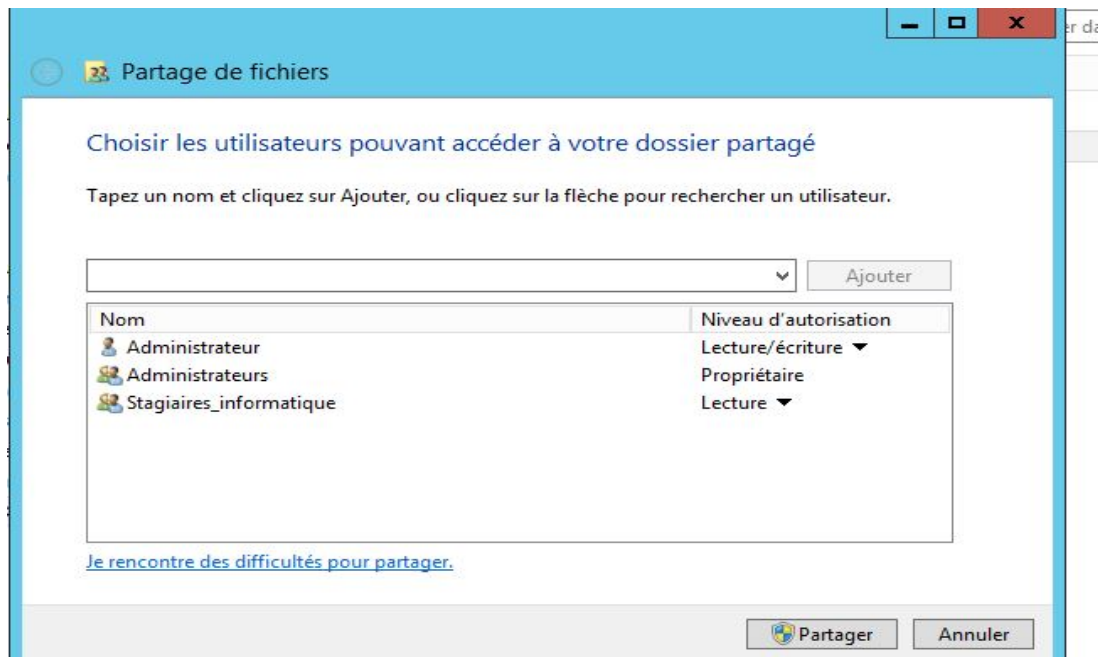 er da
Partage de fichiers
Choisir les utilisateurs pouvant accéder à votre dossier partagé
Tapez un nom et cliquez sur Ajouter, ou cliquez sur la flèche pour rechercher un utilisateur.
Ajouter
Nom Niveau d'autorisation
Administrateur Lecture/écriture
Administrateurs Propriétaire
Stagiaires_informatique Lecture
Je rencontre des difficultés pour partager.
Partager Annuler